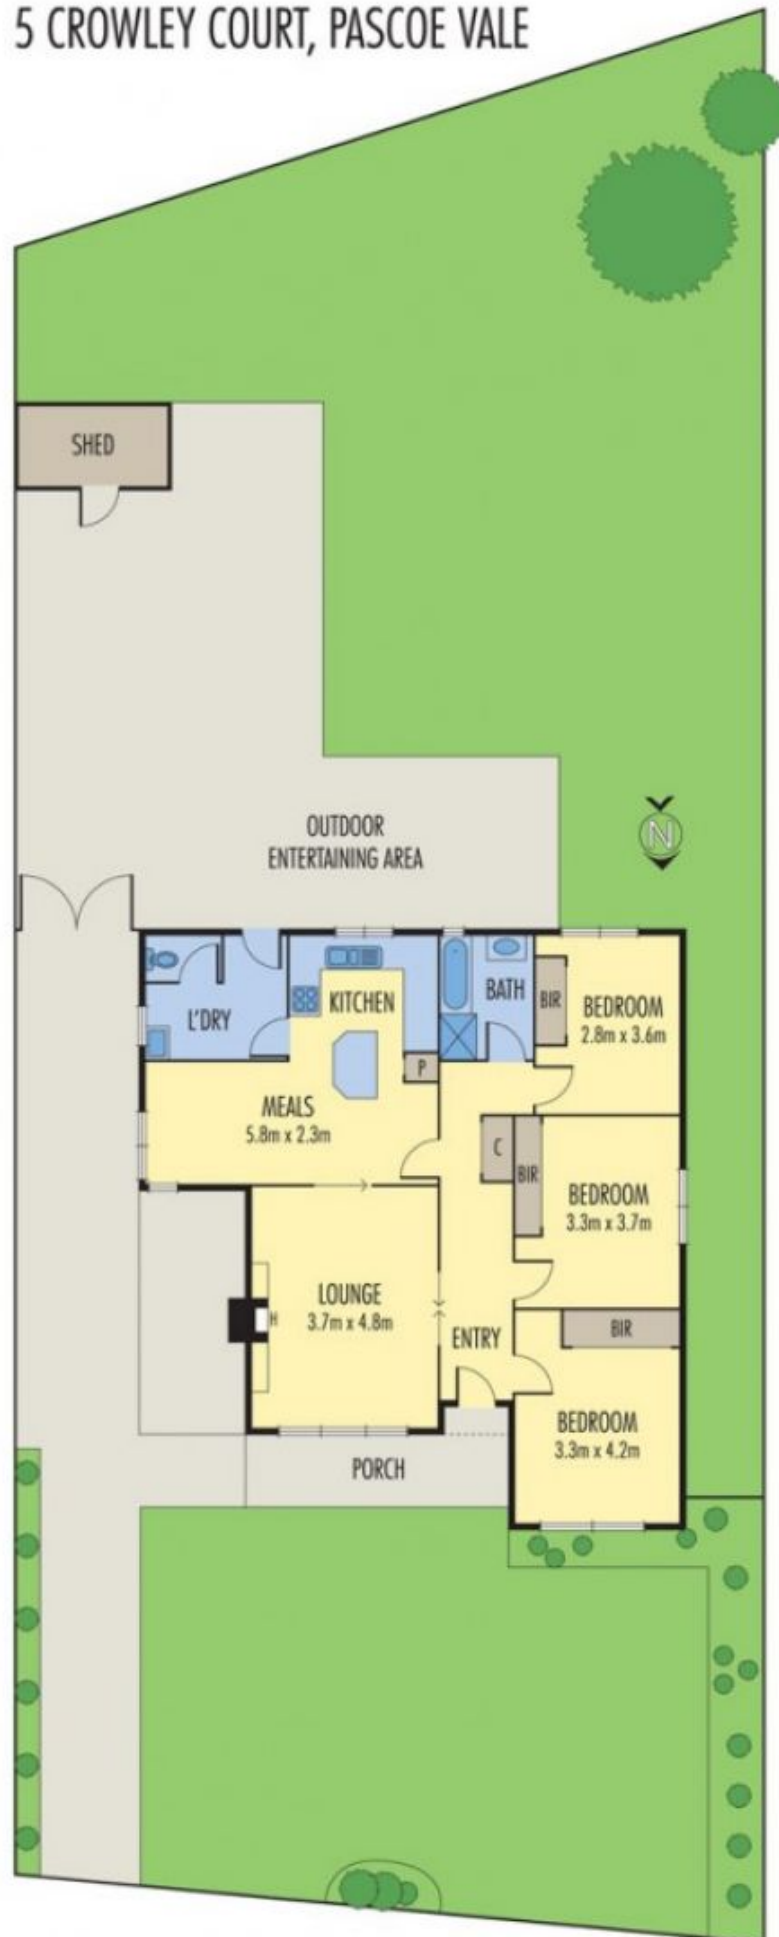 5 CROWLEY COURT, PASCOE VALE
SHED
OUTDOOR
ENTERTAINING AREA
N
L'DRY
KITCHEN
P
BATH
BIR
BEDROOM
2.8m x 3.6m
MEALS
5.8m x 2.3m
C
BIR
BEDROOM
3.3m x 3.7m
LOUNGE
3.7m x 4.8m
H
ENTRY
BIR
BEDROOM
3.3m x 4.2m
PORCH